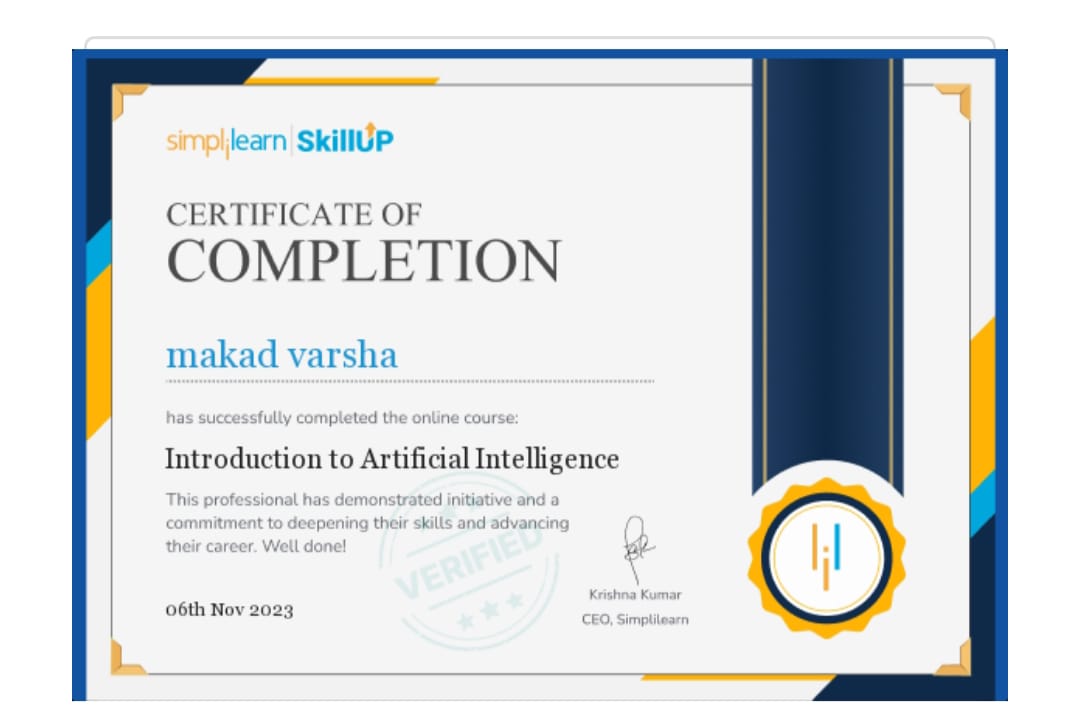 simplilearn | SkillUP
CERTIFICATE OF
COMPLETION
makad varsha
has successfully completed the online course:
Introduction to Artificial Intelligence
This professional has demonstrated initiative and a
commitment to deepening their skills and advancing
their career. Well done!
VERIFIED
06th Nov 2023
Krishna Kumar
CEO, Simplilearn